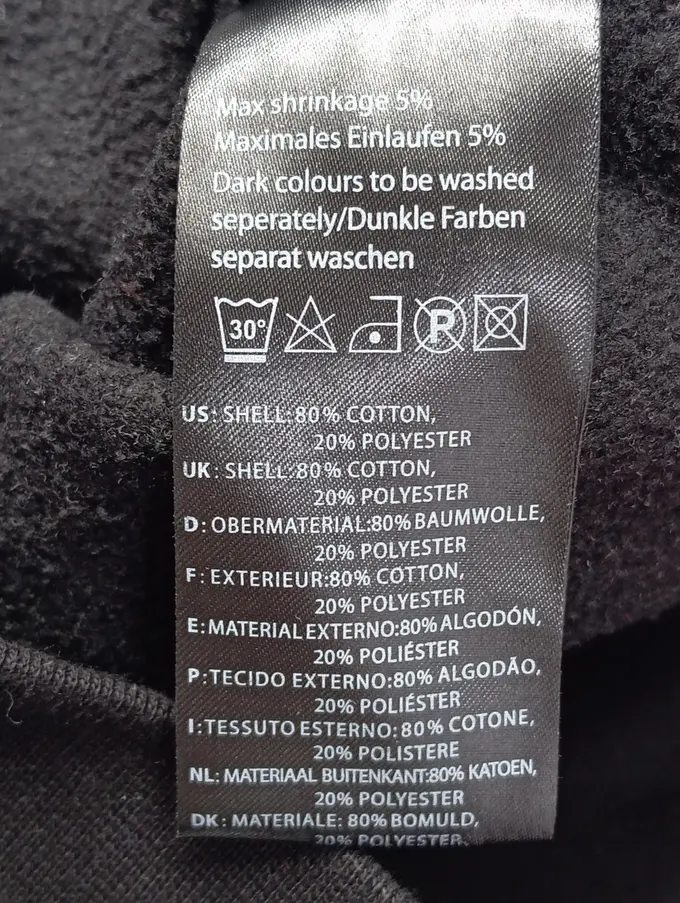 Max shrinkage 5%
Maximales Einlaufen 5%
Dark colours to be washed
seperately/Dunkle Farben
separat waschen
30° R
US: SHELL:80% COTTON,
20% POLYESTER
UK: SHELL:80% COTTON,
20% POLYESTER
D: OBERMATERIAL:80% BAUMWOLLE,
20% POLYESTER
F: EXTERIEUR:80% COTTON,
20% POLYESTER
E: MATERIAL EXTERNO:80% ALGODÓN,
20% POLIÉSTER
P:TECIDO EXTERNO:80% ALGODÃO,
20% POLIÉSTER
I:TESSUTO ESTERNO: 80% COTONE,
20% POLISTERE
NL: MATERIAAL BUITENKANT:80% KATOEN,
20% POLYESTER
DK: MATERIALE: 80% BOMULD,
20% POLYESTER.